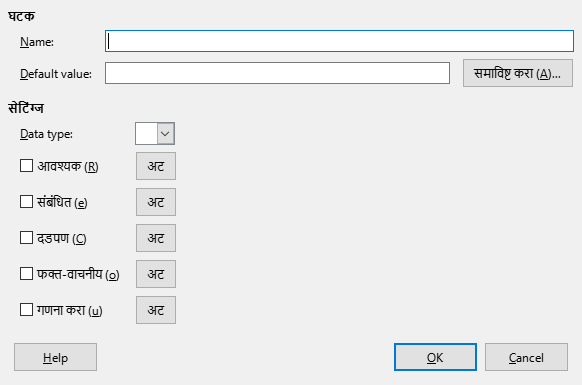 घटक
Name:
Default value: समाविष्ट करा (A)...
सेटिंग्ज
Data type:
आवश्यक (R) अट
संबंधित (e) अट
दडपण (C) अट
फक्त-वाचनीय (o) अट
गणना करा (u) अट
Help OK Cancel